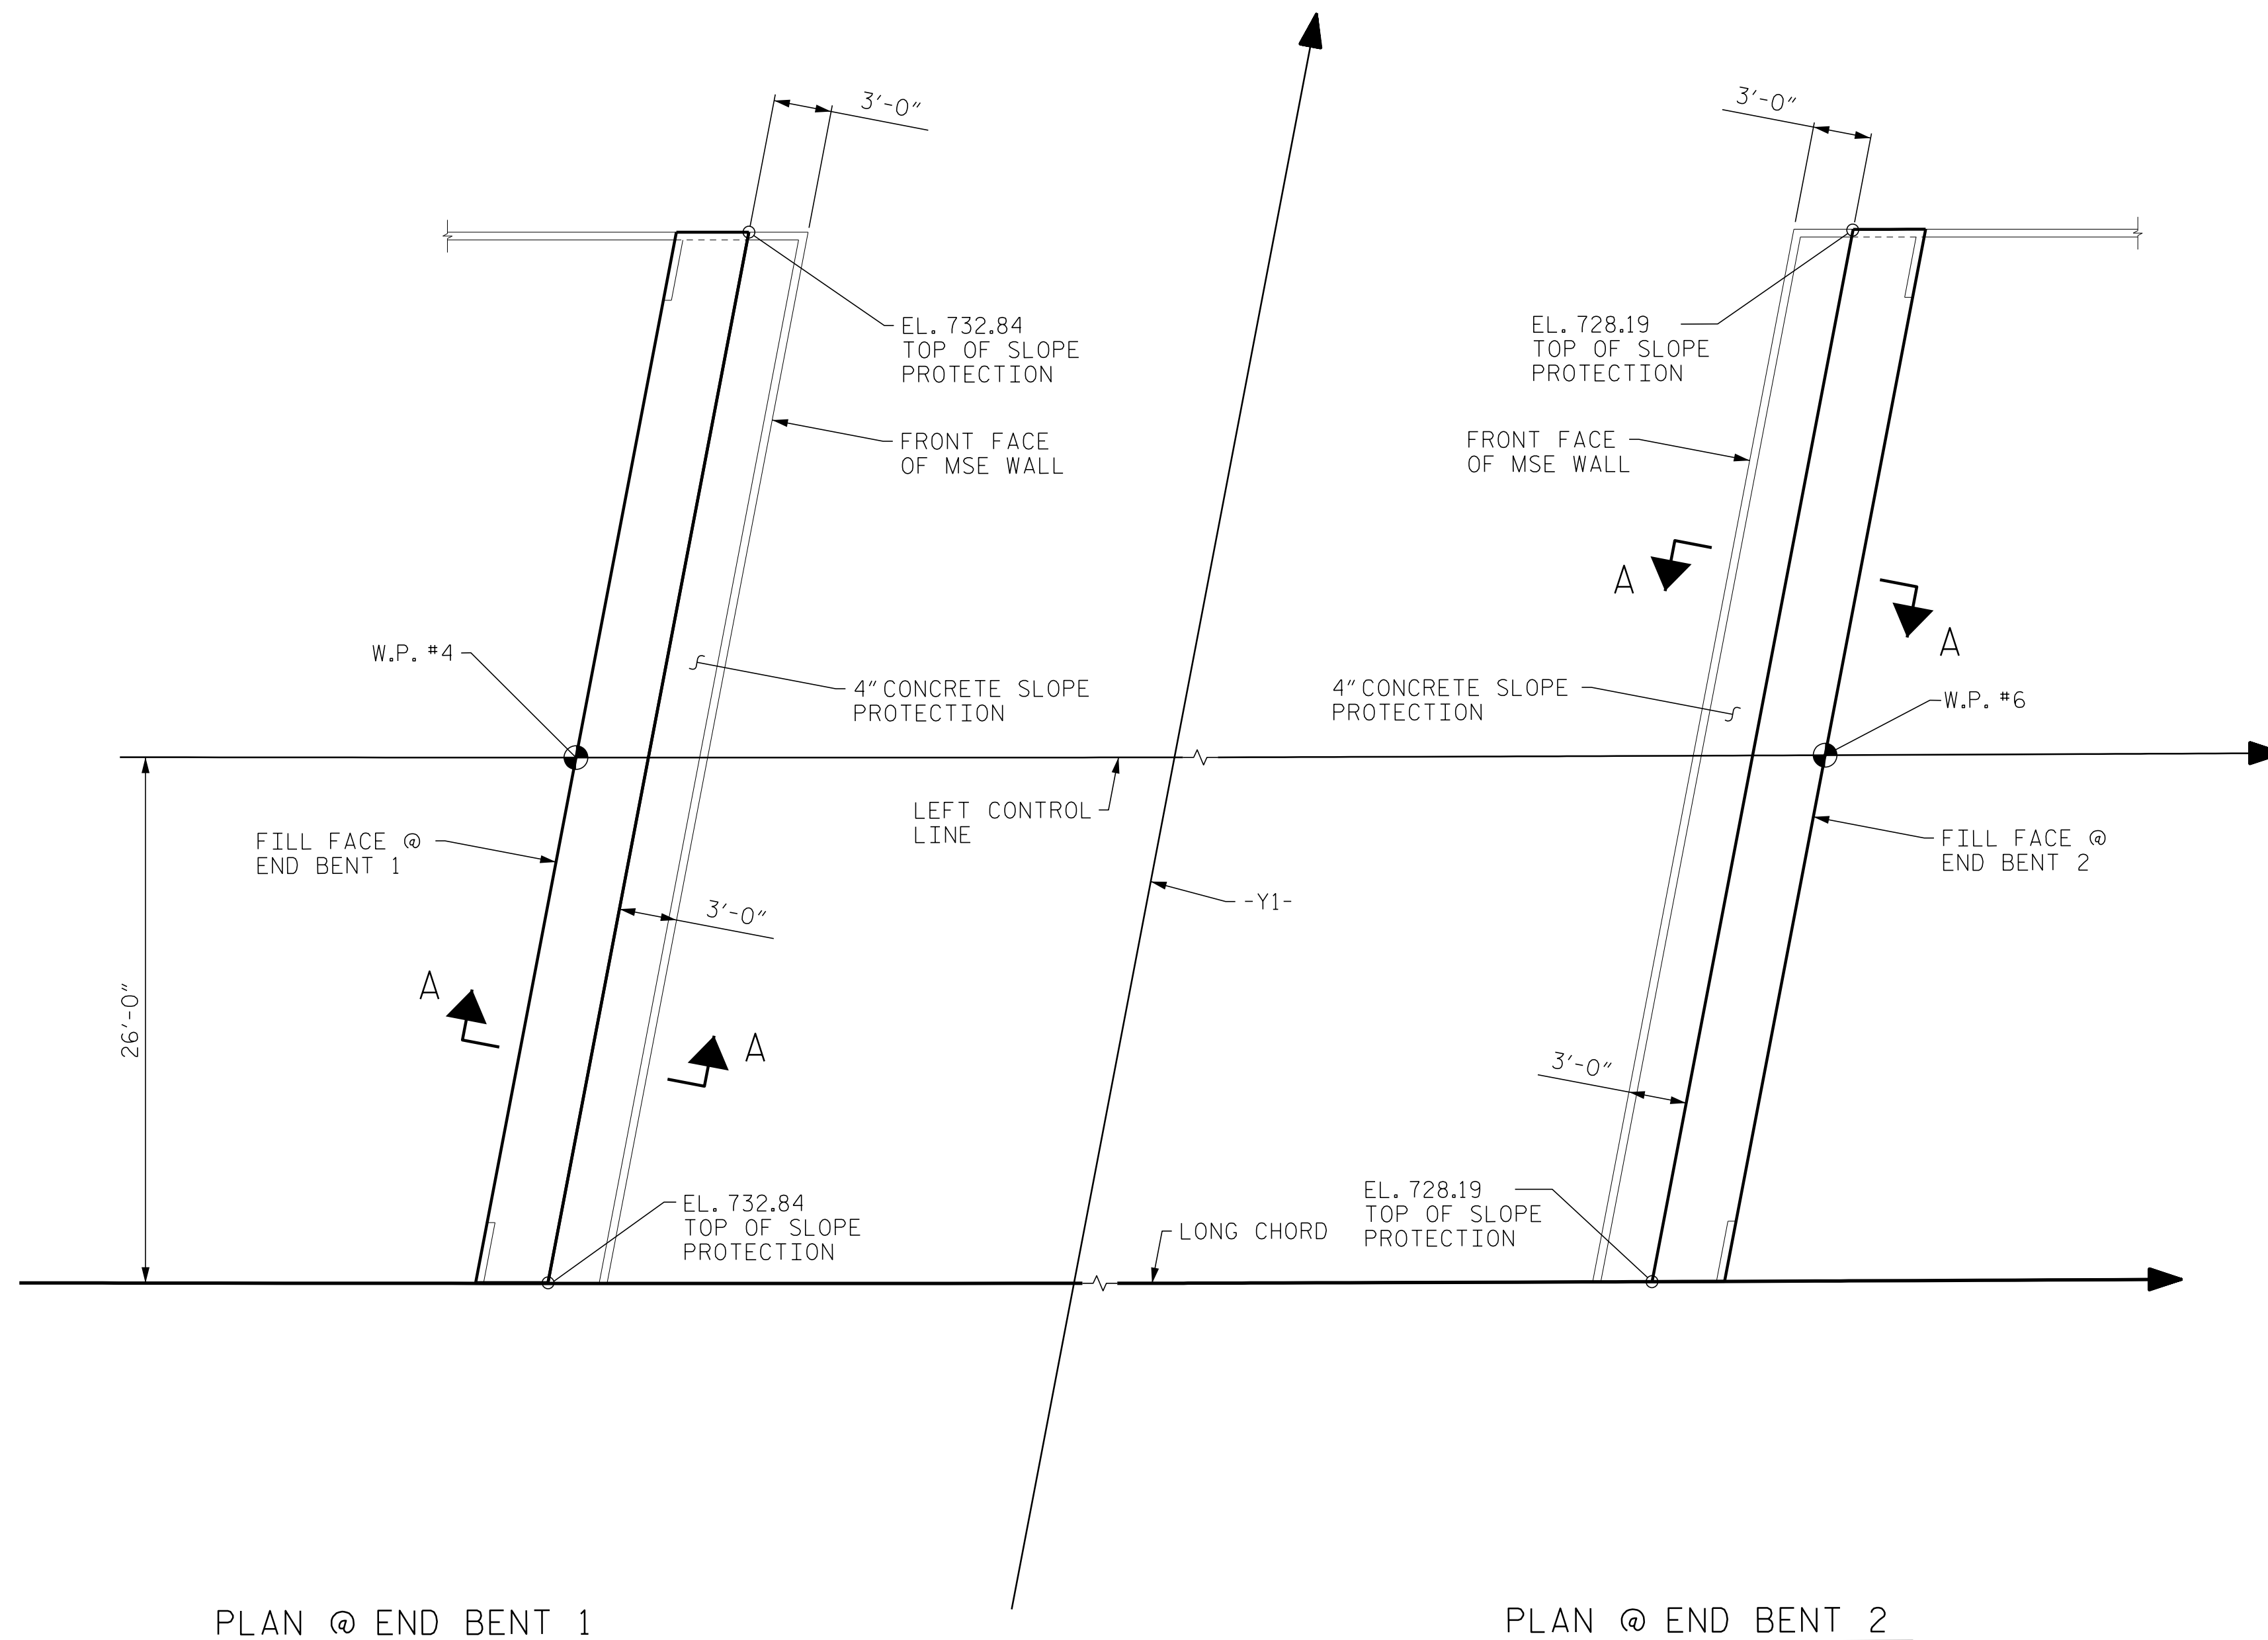 3'-0"
3'-0"
EL. 732.84
TOP OF SLOPE
PROTECTION
EL. 728.19
TOP OF SLOPE
PROTECTION
FRONT FACE
OF MSE WALL
FRONT FACE
OF MSE WALL
A
A
W.P. #4
4" CONCRETE SLOPE
PROTECTION
4" CONCRETE SLOPE
PROTECTION
W.P. #6
LEFT CONTROL
LINE
FILL FACE @
END BENT 1
FILL FACE @
END BENT 2
-Y1-
3'-0"
26'-0"
A
A
3'-0"
EL. 732.84
TOP OF SLOPE
PROTECTION
LONG CHORD
EL. 728.19
TOP OF SLOPE
PROTECTION
PLAN @ END BENT 1
PLAN @ END BENT 2